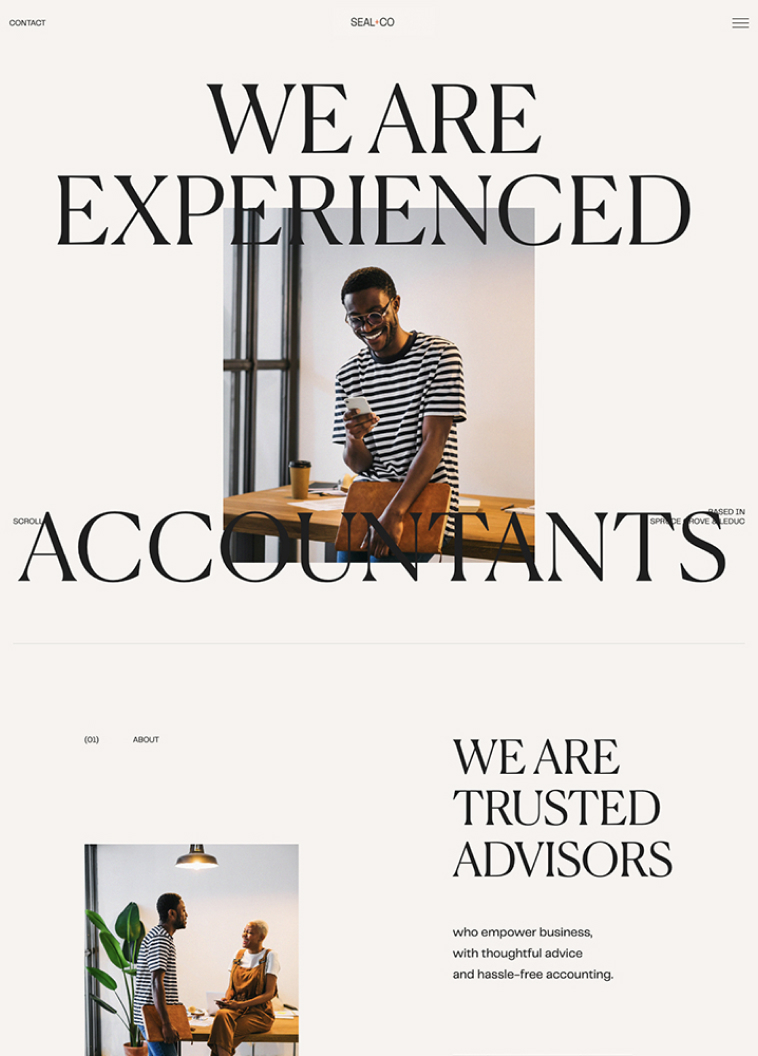 CONTACT
SEAL+CO
WE ARE
EXPERIENCED
BASED IN
SCROLL
SPRUCE GROVE & LEDUC
ACCOUNTANTS
(01)
ABOUT
WE ARE
TRUSTED
ADVISORS
who empower business,
with thoughtful advice
and hassle-free accounting.